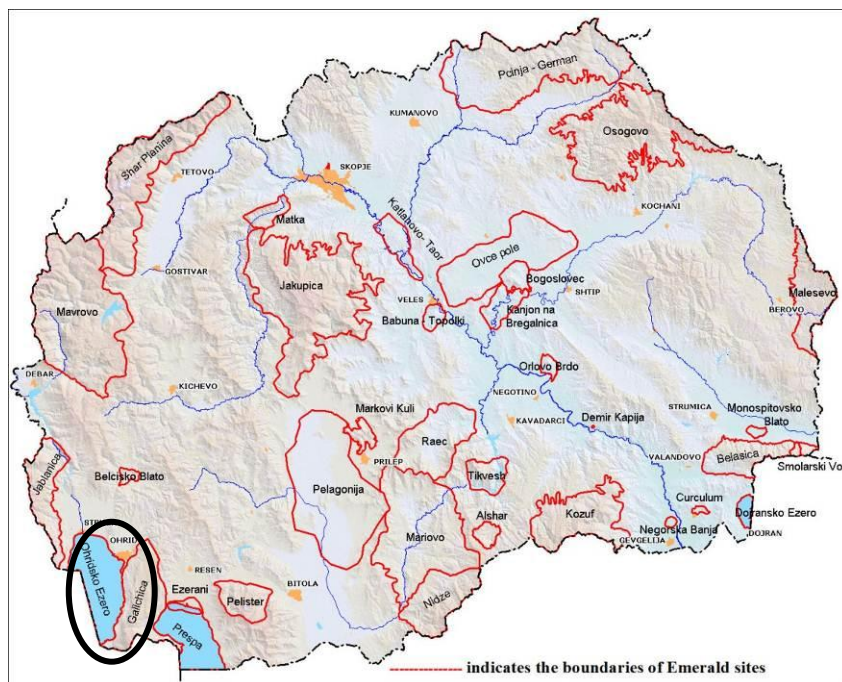 Pcinja - German
KUMANOVO
Osogovo
Shar Planina
TETOVO
SKOPJE
KOCHANI
Matka
Katlahovo- Taor
Ovce pole
GOSTIVAR
Jakupica
Bogoslovec
Malesevo
Mavrovo
VELES
SHTIP
Kanjon na
Bregalnica
BEROVO
Babuna - Topolki
Orlovo Brdo
DEBAR
KICHEVO
NEGOTINO
Markovi Kuli
KAVADARCI
Demir Kapija
STRUMICA
Monospitovsko
Blato
Raec
PRILEP
VALANDOVO
Belasica
Smolarski Vo
Jablanica
Belcisko Blato
Pelagonija
Tikvesh
Alshar
Kozuf
Curculum
Dojransko Ezero
Negorska Banja
GEVGELIJA
DOJRAN
OHRID
Ohridsko Ezero
Galichica
RESEN
Ezerani
Pelister
BITOLA
Mariovo
Nidze
Prespa
indicates the boundaries of Emerald sites